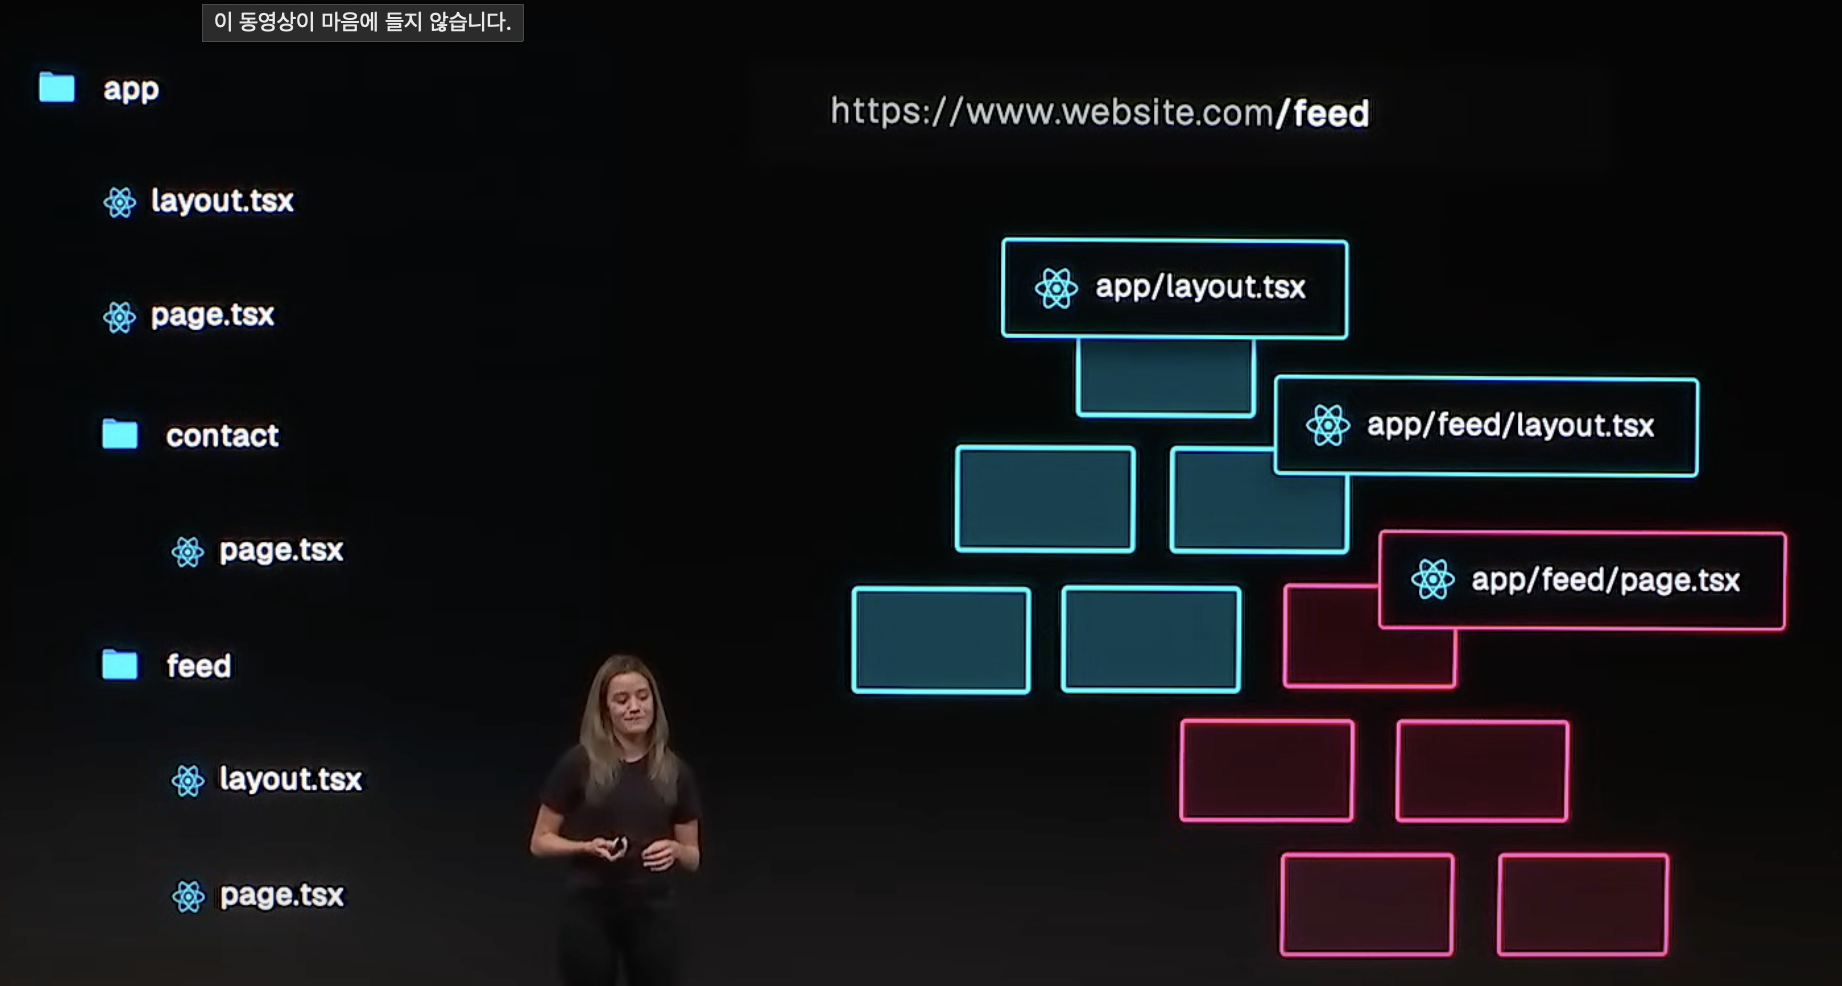 이 동영상이 마음에 들지 않습니다.
app
layout.tsx
page.tsx
contact
page.tsx
feed
layout.tsx
page.tsx
https://www.website.com/feed
app/layout.tsx
app/feed/layout.tsx
app/feed/page.tsx